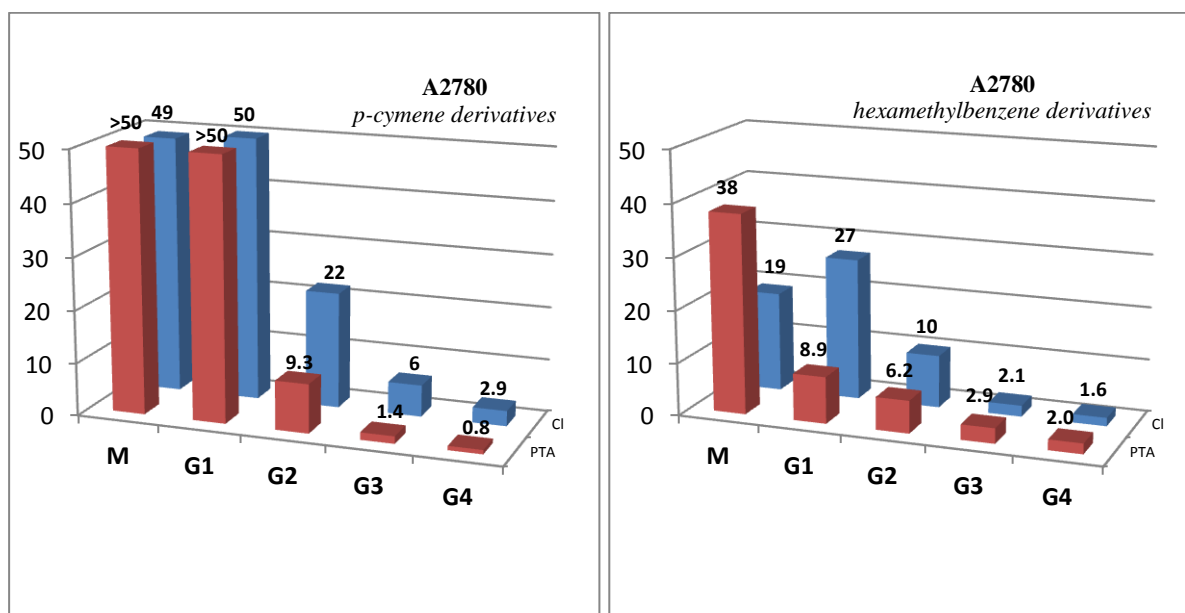 A2780
p-cymene derivatives
>50
49
>50
50
22
9.3
6
1.4
2.9
0.8
50
40
30
20
10
0
M
G1
G2
G3
G4
Cl
PTA
A2780
hexamethylbenzene derivatives
38
19
8.9
27
6.2
10
2.9
2.1
2.0
1.6
50
40
30
20
10
0
M
G1
G2
G3
G4
Cl
PTA